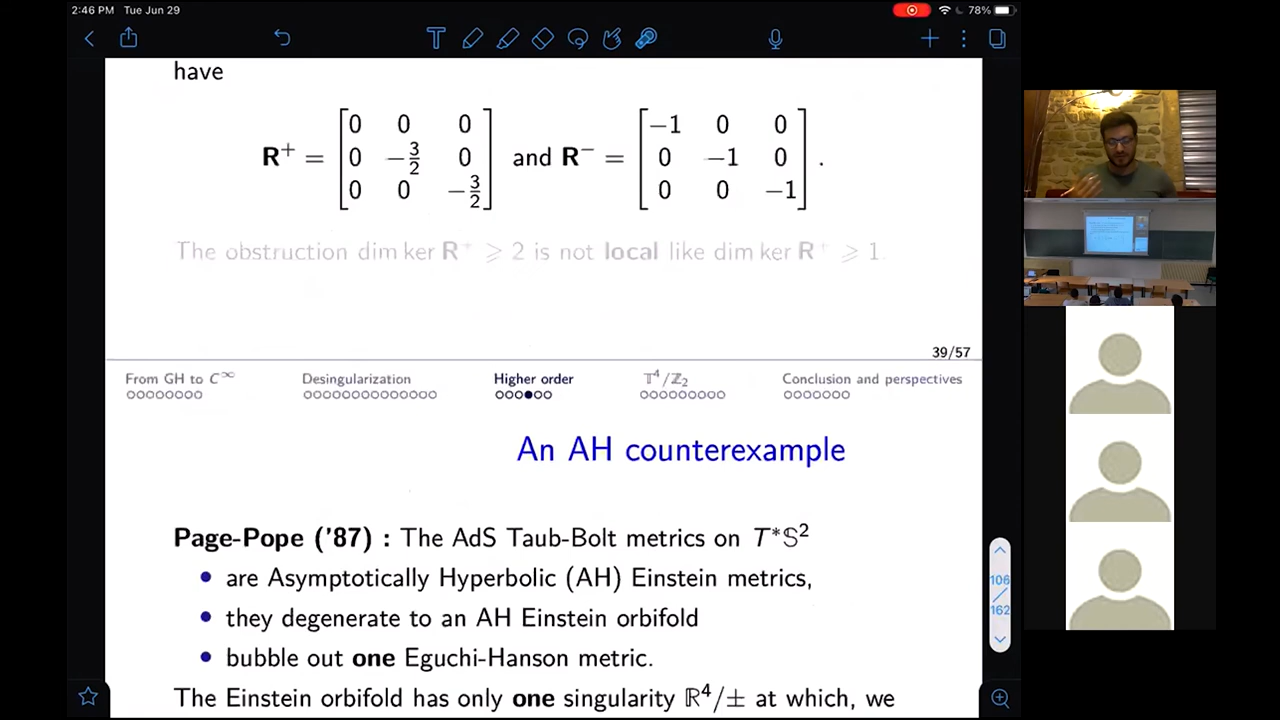 2:46 PM Tue Jun 29
78%
have
R⁺ = [0 0 0; 0 −3/2 0; 0 0 −3/2] and R⁻ = [−1 0 0; 0 −1 0; 0 0 −1] .
The obstruction dim ker R⁺ ⩾ 2 is not local like dim ker R⁺ ⩾ 1.
39/57
From GH to C^∞ Desingularization Higher order 𝕋⁴/ℤ₂ Conclusion and perspectives
An AH counterexample
Page-Pope ('87) : The AdS Taub-Bolt metrics on T*𝕊²
• are Asymptotically Hyperbolic (AH) Einstein metrics,
• they degenerate to an AH Einstein orbifold
• bubble out one Eguchi-Hanson metric.
The Einstein orbifold has only one singularity ℝ⁴/± at which, we
106
162